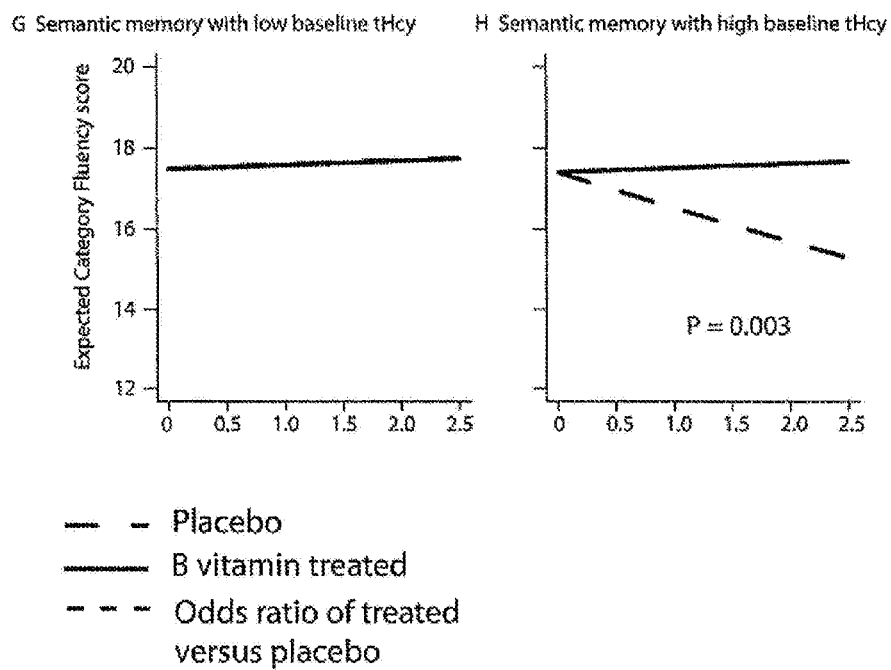 G Semantic memory with low baseline tHcy
H Semantic memory with high baseline tHcy
Expected Category Fluency score
20
18
16
14
12
0 0.5 1.0 1.5 2.0 2.5
P = 0.003
0 0.5 1.0 1.5 2.0 2.5
Placebo
B vitamin treated
Odds ratio of treated
versus placebo